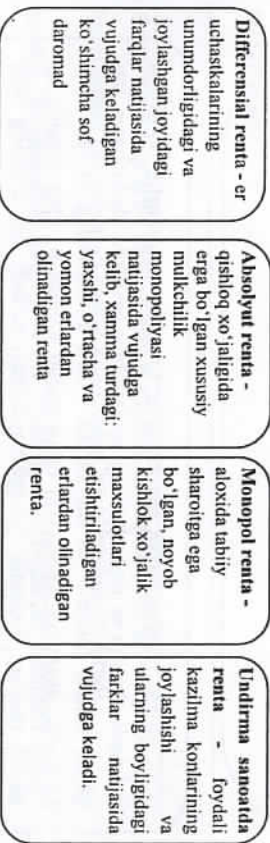 Differensial renta - er
uchastkalarining
unumdorligidagi va
joylashgan joyidagi
farqlar natijasida
vujudga keladigan
ko'shimcha sof
daromad
Absolyut renta -
qishloq xo'jaligida
erga bo'lgan xususiy
mulkchilik
monopoliyasi
natijasida vujudga
kelib, xamma turdagi:
yaxshi, o'rtacha va
yomon erlardan
olinadigan renta
Monopol renta -
aloxida tabiiy
sharoitga ega
bo'lgan, noyob
kishlok xo'jalik
maxsulotlari
etishtiriladigan
erlardan olinadigan
renta.
Undirma sanoatda
renta - foydali
kazilma konlarining
joylashishi va
ularning boyligidagi
farklar natijasida
vujudga keladi.